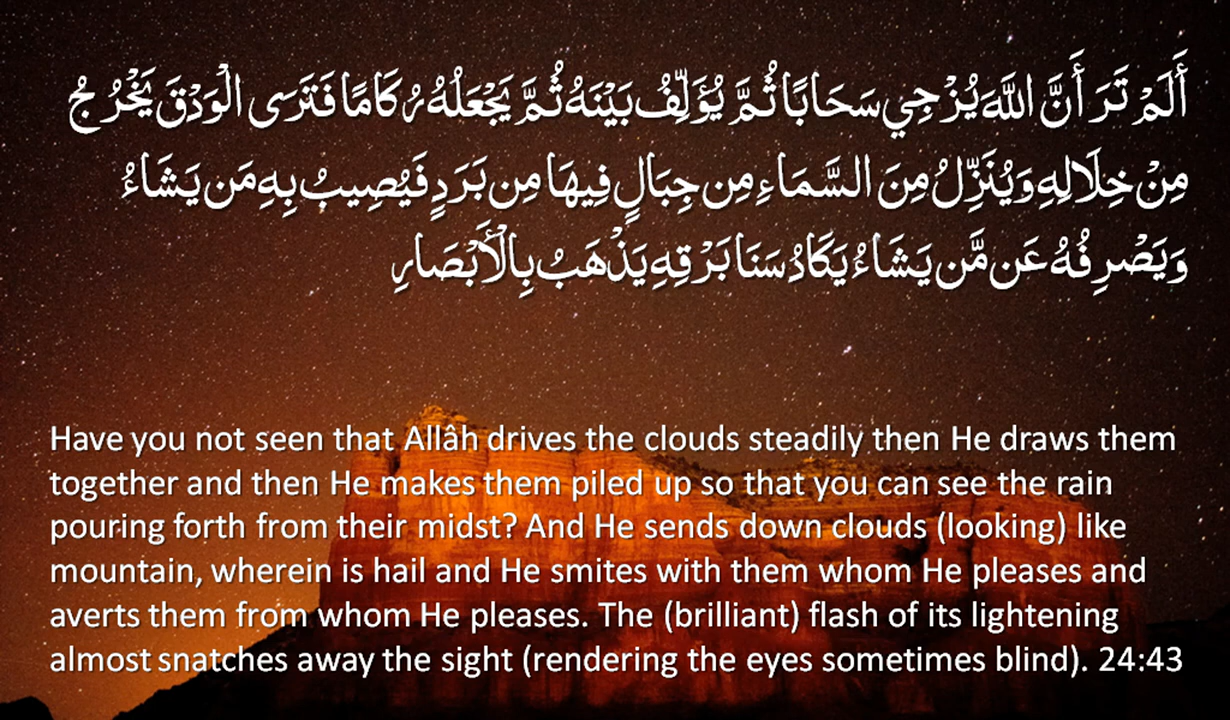 أَلَمْ تَرَ أَنَّ اللَّهَ يُزْجِي سَحَابًا ثُمَّ يُؤَلِّفُ بَيْنَهُ ثُمَّ يَجْعَلُهُ رُكَامًا فَتَرَى الْوَدْقَ يَخْرُجُ
مِنْ خِلَالِهِ وَيُنَزِّلُ مِنَ السَّمَاءِ مِن جِبَالٍ فِيهَا مِن بَرَدٍ فَيُصِيبُ بِهِ مَن يَشَاءُ
وَيَصْرِفُهُ عَن مَّن يَشَاءُ يَكَادُ سَنَا بَرْقِهِ يَذْهَبُ بِالْأَبْصَارِ
Have you not seen that Allâh drives the clouds steadily then He draws them
together and then He makes them piled up so that you can see the rain
pouring forth from their midst? And He sends down clouds (looking) like
mountain, wherein is hail and He smites with them whom He pleases and
averts them from whom He pleases. The (brilliant) flash of its lightening
almost snatches away the sight (rendering the eyes sometimes blind). 24:43